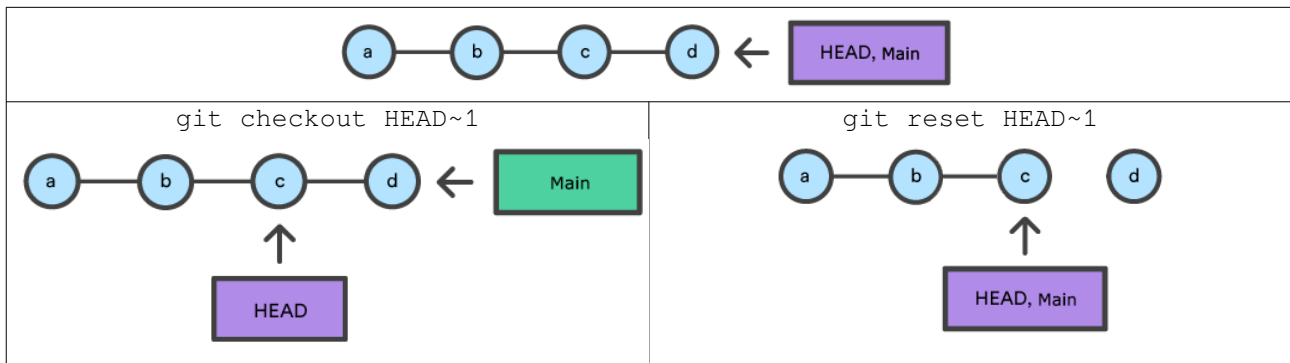 a b c d HEAD, Main
git checkout HEAD~1
a b c d Main
HEAD
git reset HEAD~1
a b c d
HEAD, Main